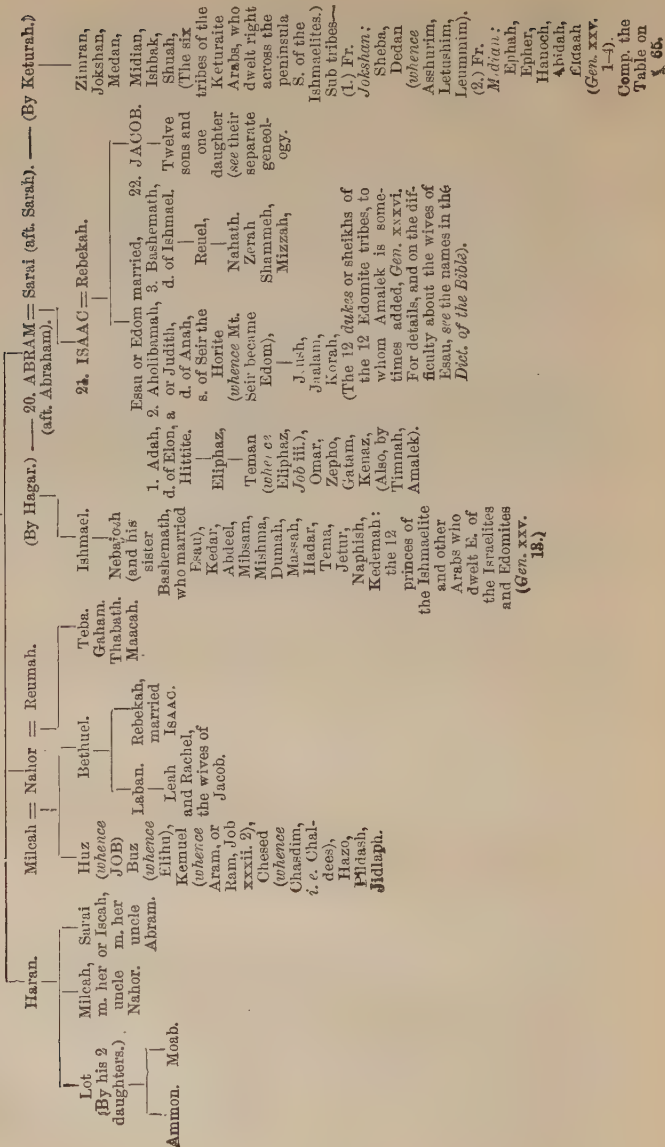 Haran.
Lot
(By his 2
daughters.)
Ammon. Moab.
Milcah,
m. her
uncle
Nahor.
Sarai
or Iscah,
m. her
uncle
Abram.
Milcah = Nahor = Reumah.
Huz
(whence
JOB)
Buz
(whence
Elihu),
Kemuel
(whence
Aram, or
Ram, Job
xxxii. 2),
Chesed
(whence
Chasdim,
i. e. Chal-
dees),
Hazo,
Pildash,
Jidlaph.
Bethuel.
Laban.
Leah
and Rachel,
the wives of
Jacob.
Rebekah,
married
ISAAC.
Teba.
Gaham.
Thabath.
Maacah.
(By Hagar.) — 20. ABRAM = Sarai (aft. Sarah). — (By Keturah.)
(aft. Abraham).
Ishmael.
Nebajoth
(and his
sister
Bashemath,
who married
Esau),
Kedar,
Abdeel,
Mibsam,
Mishma,
Dumah,
Massah,
Hadar,
Tema,
Jetur,
Naphish,
Kedemah:
the 12
princes of
the Ishmaelite
and other
Arabs who
dwelt E. of
the Israelites
and Edomites
(Gen. xxv.
18.)
21. ISAAC = Rebekah.
Esau or Edom married,
1. Adah,
d. of Elon, a
Hittite.
Eliphaz,
Teman
(whence
Eliphaz,
Job iii.),
Omar,
Zepho,
Gatam,
Kenaz,
(Also, by
Timnah,
Amalek).
2. Aholibamah,
or Judith,
d. of Anah,
s. of Seir the
Horite
(whence Mt.
Seir became
Edom),
Jeush,
Jaalam,
Korah,
3. Bashemath,
d. of Ishmael.
Reuel,
Nahath.
Zerah
Shammeh,
Mizzah,
(The 12 dukes or sheikhs of
the 12 Edomite tribes, to
whom Amalek is some-
times added, Gen. xxxvi.
For details, and on the dif-
ficulty about the wives of
Esau, see the names in the
Dict. of the Bible).
22. JACOB.
Twelve
sons and
one
daughter
(see their
separate
geneol-
ogy.
Zimran,
Jokshan,
Medan,
Midian,
Ishbak,
Shuah,
(The six
tribes of the
Keturaite
Arabs, who
dwelt right
across the
peninsula
S. of the
Ishmaelites.)
Sub tribes—
(1.) Fr.
Jokshan;
Sheba,
Dedan
(whence
Asshurim,
Letushim,
Leummim).
(2.) Fr.
Midian;
Ephah,
Epher,
Hanoch,
Abidah,
Eldaah
(Gen. xxv.
1–4).
Comp. the
Table on
§ 65.